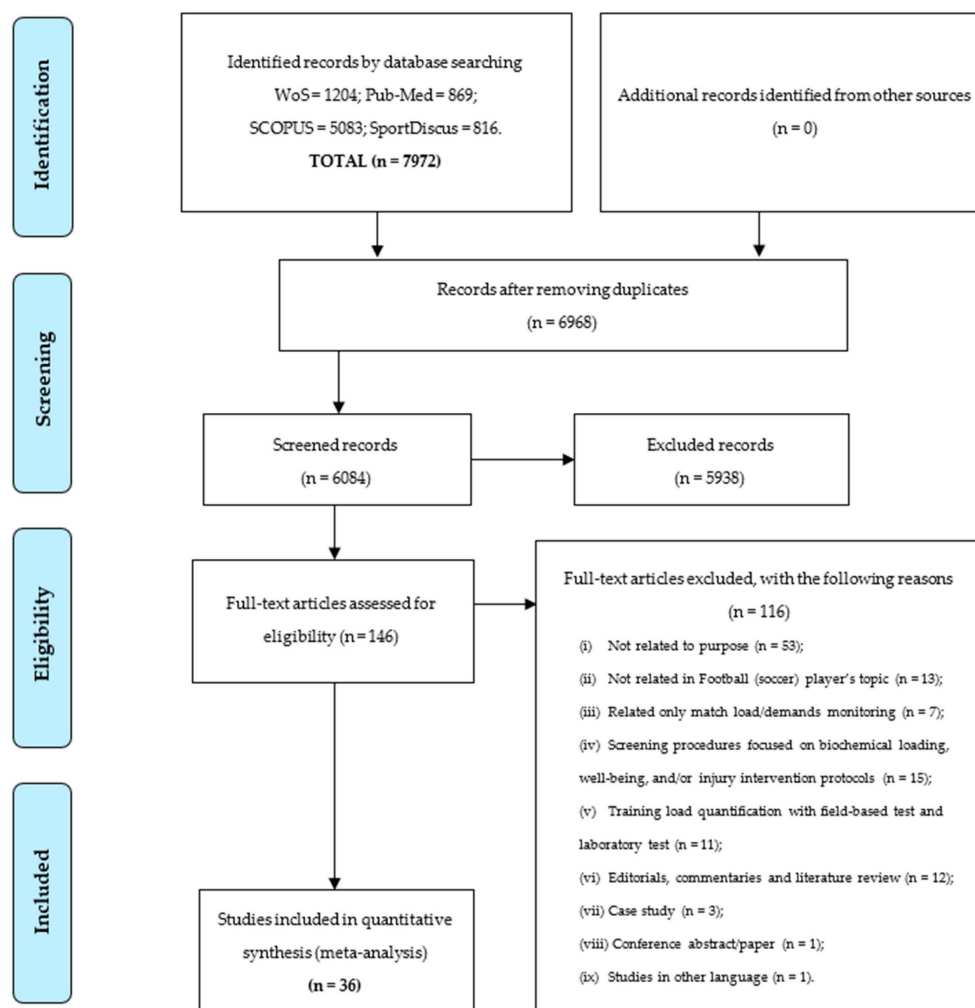 Identification
Identified records by database searching
WoS = 1204; Pub-Med = 869;
SCOPUS = 5083; SportDiscus = 816.
TOTAL (n = 7972)
Additional records identified from other sources
(n = 0)
Screening
Records after removing duplicates
(n = 6968)
Screened records
(n = 6084)
Excluded records
(n = 5938)
Eligibility
Full-text articles assessed for
eligibility (n = 146)
Full-text articles excluded, with the following reasons
(n = 116)
(i) Not related to purpose (n = 53);
(ii) Not related in Football (soccer) player's topic (n = 13);
(iii) Related only match load/demands monitoring (n = 7);
(iv) Screening procedures focused on biochemical loading,
well-being, and/or injury intervention protocols (n = 15);
(v) Training load quantification with field-based test and
laboratory test (n = 11);
(vi) Editorials, commentaries and literature review (n = 12);
(vii) Case study (n = 3);
(viii) Conference abstract/paper (n = 1);
(ix) Studies in other language (n = 1).
Included
Studies included in quantitative
synthesis (meta-analysis)
(n = 36)